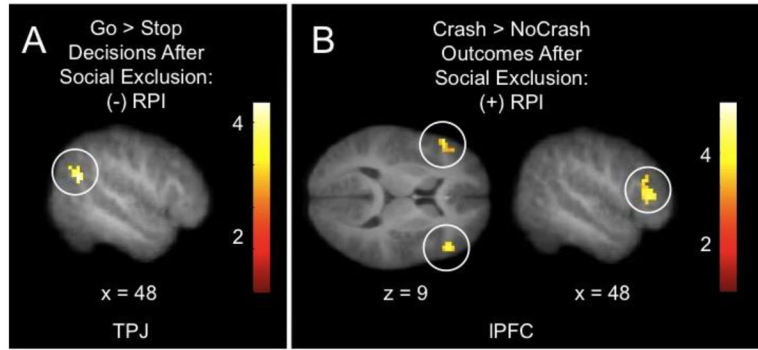 A
Go > Stop
Decisions After
Social Exclusion:
(-) RPI
4
2
x = 48
TPJ
B
Crash > NoCrash
Outcomes After
Social Exclusion:
(+) RPI
4
2
z = 9
x = 48
lPFC